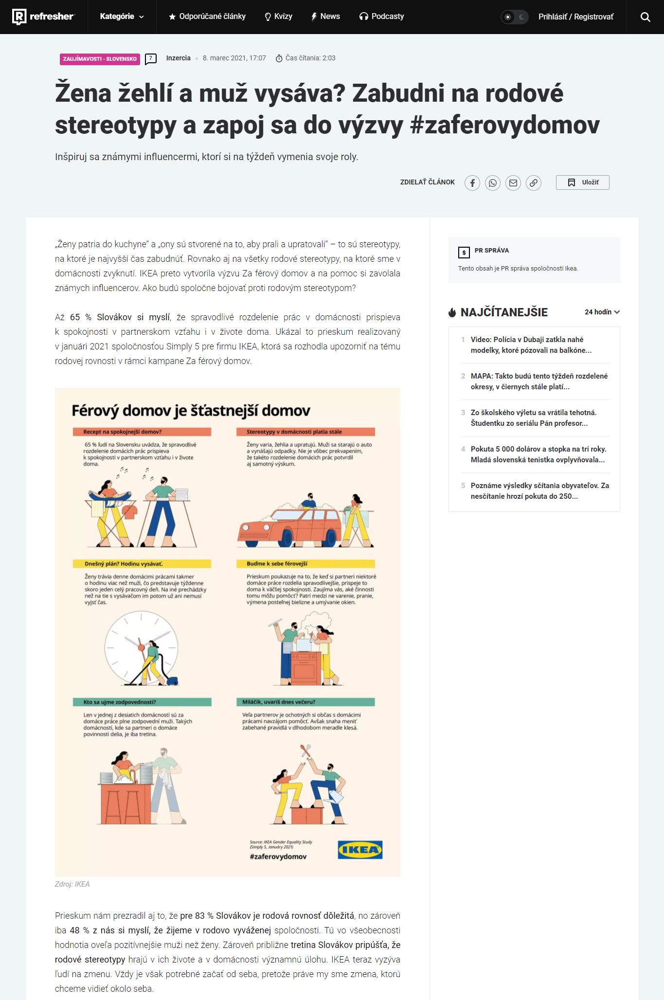 refresher
Kategórie
Odporúčané články
Kvízy
News
Podcasty
Prihlásiť / Registrovať
ZAUJÍMAVOSTI - SLOVENSKO
7
Inzercia
8. marec 2021, 17:07
Čas čítania: 2:03
Žena žehlí a muž vysáva? Zabudni na rodové
stereotypy a zapoj sa do výzvy #zaferovydomov
Inšpiruj sa známymi influencermi, ktorí si na týždeň vymenia svoje roly.
ZDIELAŤ ČLÁNOK
Uložiť
„Ženy patria do kuchyne“ a „ony sú stvorené na to, aby prali a upratovali“ – to sú stereotypy,
na ktoré je najvyšší čas zabudnúť. Rovnako aj na všetky rodové stereotypy, na ktoré sme v
domácnosti zvyknutí. IKEA preto vytvorila výzvu Za férový domov a na pomoc si zavolala
známych influencerov. Ako budú spoločne bojovať proti rodovým stereotypom?
Až 65 % Slovákov si myslí, že spravodlivé rozdelenie prác v domácnosti prispieva
k spokojnosti v partnerskom vzťahu i v živote doma. Ukázal to prieskum realizovaný
v januári 2021 spoločnosťou Simply 5 pre firmu IKEA, ktorá sa rozhodla upozorniť na tému
rodovej rovnosti v rámci kampane Za férový domov.
Férový domov je šťastnejší domov
Recept na spokojnejší domov?
65 % ľudí na Slovensku uvádza, že spravodlivé
rozdelenie domácich prác prispieva
k spokojnosti v partnerskom vzťahu i v živote
doma.
Stereotypy v domácnosti platia stále
Ženy varia, žehlia a upratujú. Muži sa starajú o auto
a vynášajú odpadky. Nie je vôbec prekvapením,
že takéto rozdelenie domácich prác potvrdil
aj samotný výskum.
Dnešný plán? Hodinu vysávať.
Ženy trávia denne domácimi prácami takmer
o hodinu viac než muži, čo predstavuje týždenne
skoro jeden celý pracovný deň. Na iné prechádzky
než na tie s vysávačom im potom už ani nemusí
vyjsť čas.
Buďme k sebe férovejší
Prieskum poukazuje na to, že keď si partneri niektoré
domáce práce rozdelia spravodlivejšie, prispeje to
doma k väčšej spokojnosti. Zaujíma vás, aké činnosti
tomu môžu pomôcť? Patrí medzi ne varenie, pranie,
výmena posteľnej bielizne a umývanie okien.
Kto sa ujme zodpovednosti?
Len v jednej z desiatich domácností sú za
domáce práce plne zodpovední muži. Takých
domácností, kde sa partneri o domáce
povinnosti delia, je iba tretina.
Miláčik, uvaríš dnes večeru?
Veľa partnerov je ochotných si občas s domácimi
prácami navzájom pomôcť. Avšak snaha meniť
zabehané pravidlá v dlhodobom meradle klesá.
Source: IKEA Gender Equality Study
(Simply 5, January 2021)
#zaferovydomov
IKEA
Zdroj: IKEA
Prieskum nám prezradil aj to, že pre 83 % Slovákov je rodová rovnosť dôležitá, no zároveň
iba 48 % z nás si myslí, že žijeme v rodovo vyváženej spoločnosti. Tú vo všeobecnosti
hodnotia oveľa pozitívnejšie muži než ženy. Zároveň približne tretina Slovákov pripúšťa, že
rodové stereotypy hrajú v ich živote a v domácnosti významnú úlohu. IKEA teraz vyzýva
ľudí na zmenu. Vždy je však potrebné začať od seba, pretože práve my sme zmena, ktorú
chceme vidieť okolo seba.
$
PR SPRÁVA
Tento obsah je PR správa spoločnosti Ikea.
NAJČÍTANEJŠIE
24 hodín
1 Video: Polícia v Dubaji zatkla nahé
modelky, ktoré pózovali na balkóne...
2 MAPA: Takto budú tento týždeň rozdelené
okresy, v čiernych stále platí...
3 Zo školského výletu sa vrátila tehotná.
Študentku zo seriálu Pán profesor...
4 Pokuta 5 000 dolárov a stopka na tri roky.
Mladá slovenská tenistka ovplyvňovala...
5 Poznáme výsledky sčítania obyvateľov. Za
nesčítanie hrozí pokuta do 250...